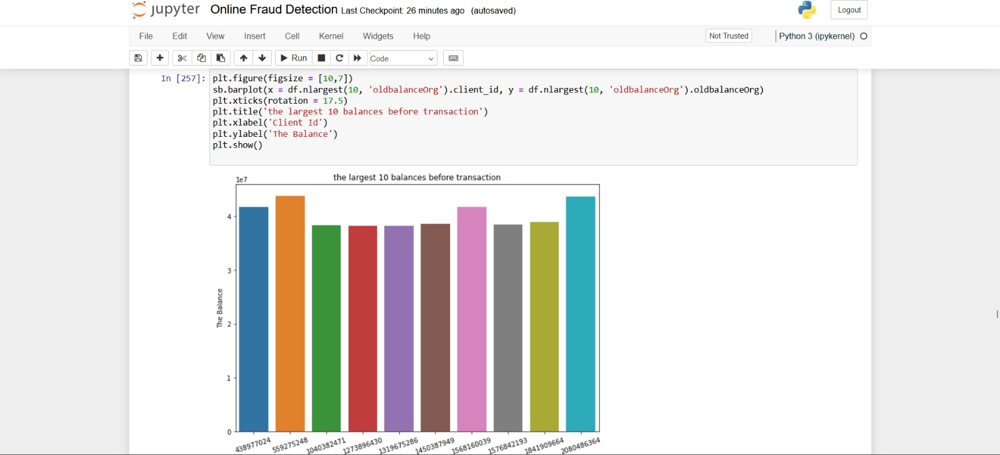 jupyter Online Fraud Detection Last Checkpoint: 26 minutes ago (autosaved) Logout
File Edit View Insert Cell Kernel Widgets Help Not Trusted Python 3 (ipykernel)
Run Code
In [257]: plt.figure(figsize = [10,7])
sb.barplot(x = df.nlargest(10, 'oldbalanceOrg').client_id, y = df.nlargest(10, 'oldbalanceOrg').oldbalanceOrg)
plt.xticks(rotation = 17.5)
plt.title('the largest 10 balances before transaction')
plt.xlabel('Client Id')
plt.ylabel('The Balance')
plt.show()
the largest 10 balances before transaction
1e7
4
3
The Balance
2
1
0
438977024 559275248 1040382471 1273896430 1319675286 1450387949 1568160039 1576842193 1841909664 2080486364